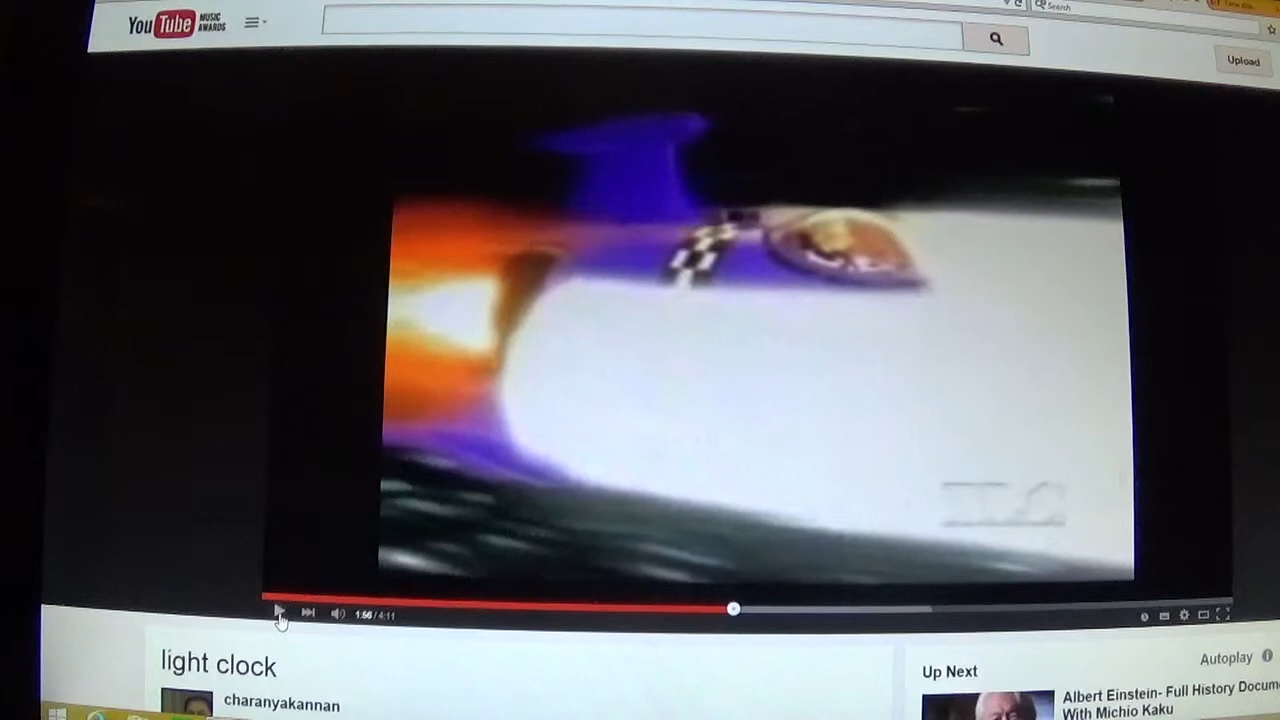 YouTube MUSIC AWARDS
Search
Upload
1:56 / 4:11
light clock
charanyakannan
Up Next
Autoplay
Albert Einstein- Full History Docum
With Michio Kaku